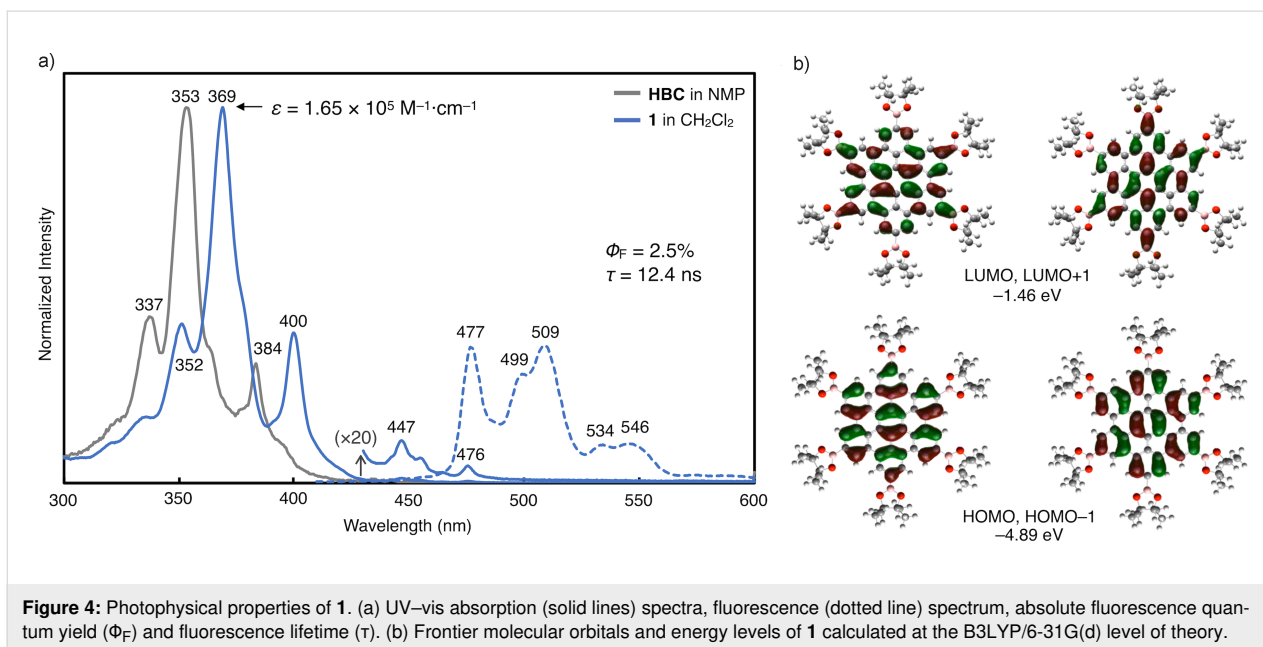 a)
353
369
ε = 1.65 × 10⁵ M⁻¹·cm⁻¹
HBC in NMP
1 in CH₂Cl₂
337
352
384
400
(×20)
447
476
477
499
509
534
546
Φ_F = 2.5%
τ = 12.4 ns
Normalized Intensity
300
350
400
450
500
550
600
Wavelength (nm)
b)
LUMO, LUMO+1
−1.46 eV
HOMO, HOMO−1
−4.89 eV
Figure 4: Photophysical properties of 1. (a) UV–vis absorption (solid lines) spectra, fluorescence (dotted line) spectrum, absolute fluorescence quan-
tum yield (Φ_F) and fluorescence lifetime (τ). (b) Frontier molecular orbitals and energy levels of 1 calculated at the B3LYP/6-31G(d) level of theory.